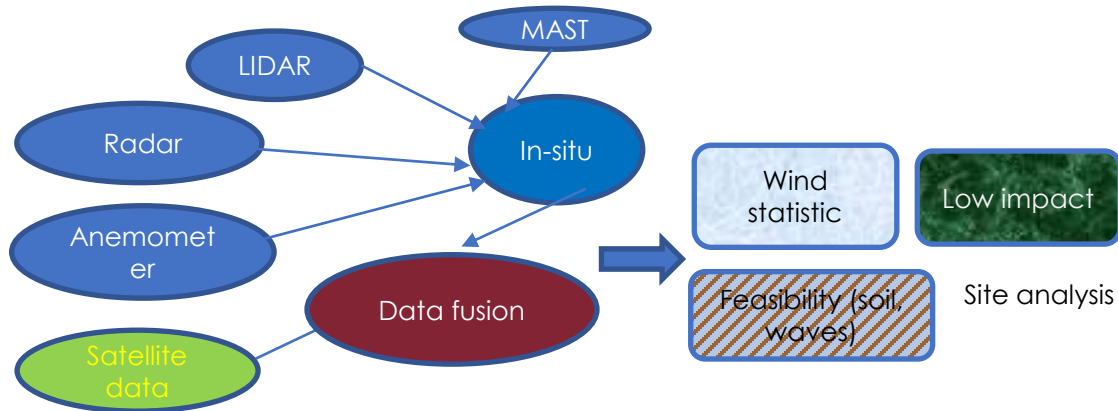 MAST
LIDAR
Radar
In-situ
Anemomet
er
Satellite
data
Data fusion
Wind
statistic
Low impact
Feasibility (soil,
waves)
Site analysis